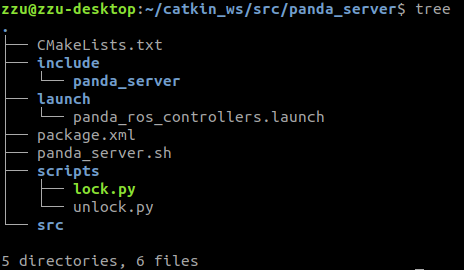 zzu@zzu-desktop:~/catkin_ws/src/panda_server$ tree
.
├── CMakeLists.txt
├── include
│   └── panda_server
├── launch
│   └── panda_ros_controllers.launch
├── package.xml
├── panda_server.sh
├── scripts
│   ├── lock.py
│   └── unlock.py
└── src
5 directories, 6 files